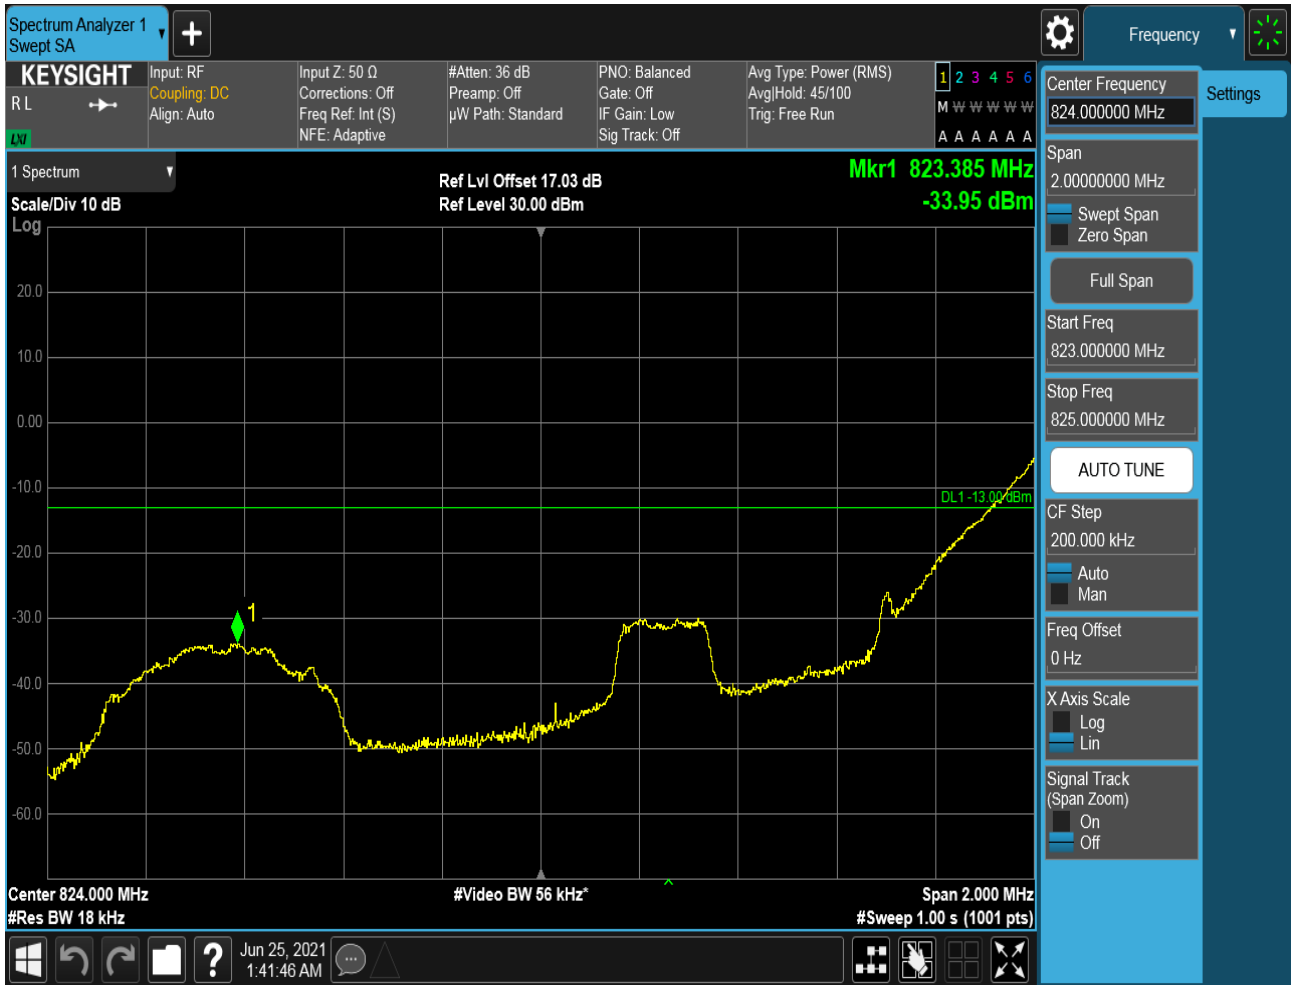 Spectrum Analyzer 1
Swept SA
Frequency
KEYSIGHT
R L
LXI
Input: RF
Coupling: DC
Align: Auto
Input Z: 50 Ω
Corrections: Off
Freq Ref: Int (S)
NFE: Adaptive
#Atten: 36 dB
Preamp: Off
µW Path: Standard
PNO: Balanced
Gate: Off
IF Gain: Low
Sig Track: Off
Avg Type: Power (RMS)
Avg|Hold: 45/100
Trig: Free Run
1 2 3 4 5 6
M W W W W W
A A A A A A
1 Spectrum
Scale/Div 10 dB
Log
Ref Lvl Offset 17.03 dB
Ref Level 30.00 dBm
Mkr1 823.385 MHz
-33.95 dBm
20.0
10.0
0.00
-10.0
-20.0
-30.0
-40.0
-50.0
-60.0
DL1 -13.00 dBm
1
Center 824.000 MHz
#Res BW 18 kHz
#Video BW 56 kHz*
Span 2.000 MHz
#Sweep 1.00 s (1001 pts)
?
Jun 25, 2021
1:41:46 AM
Center Frequency
824.000000 MHz
Span
2.00000000 MHz
Swept Span
Zero Span
Full Span
Start Freq
823.000000 MHz
Stop Freq
825.000000 MHz
AUTO TUNE
CF Step
200.000 kHz
Auto
Man
Freq Offset
0 Hz
X Axis Scale
Log
Lin
Signal Track
(Span Zoom)
On
Off
Settings